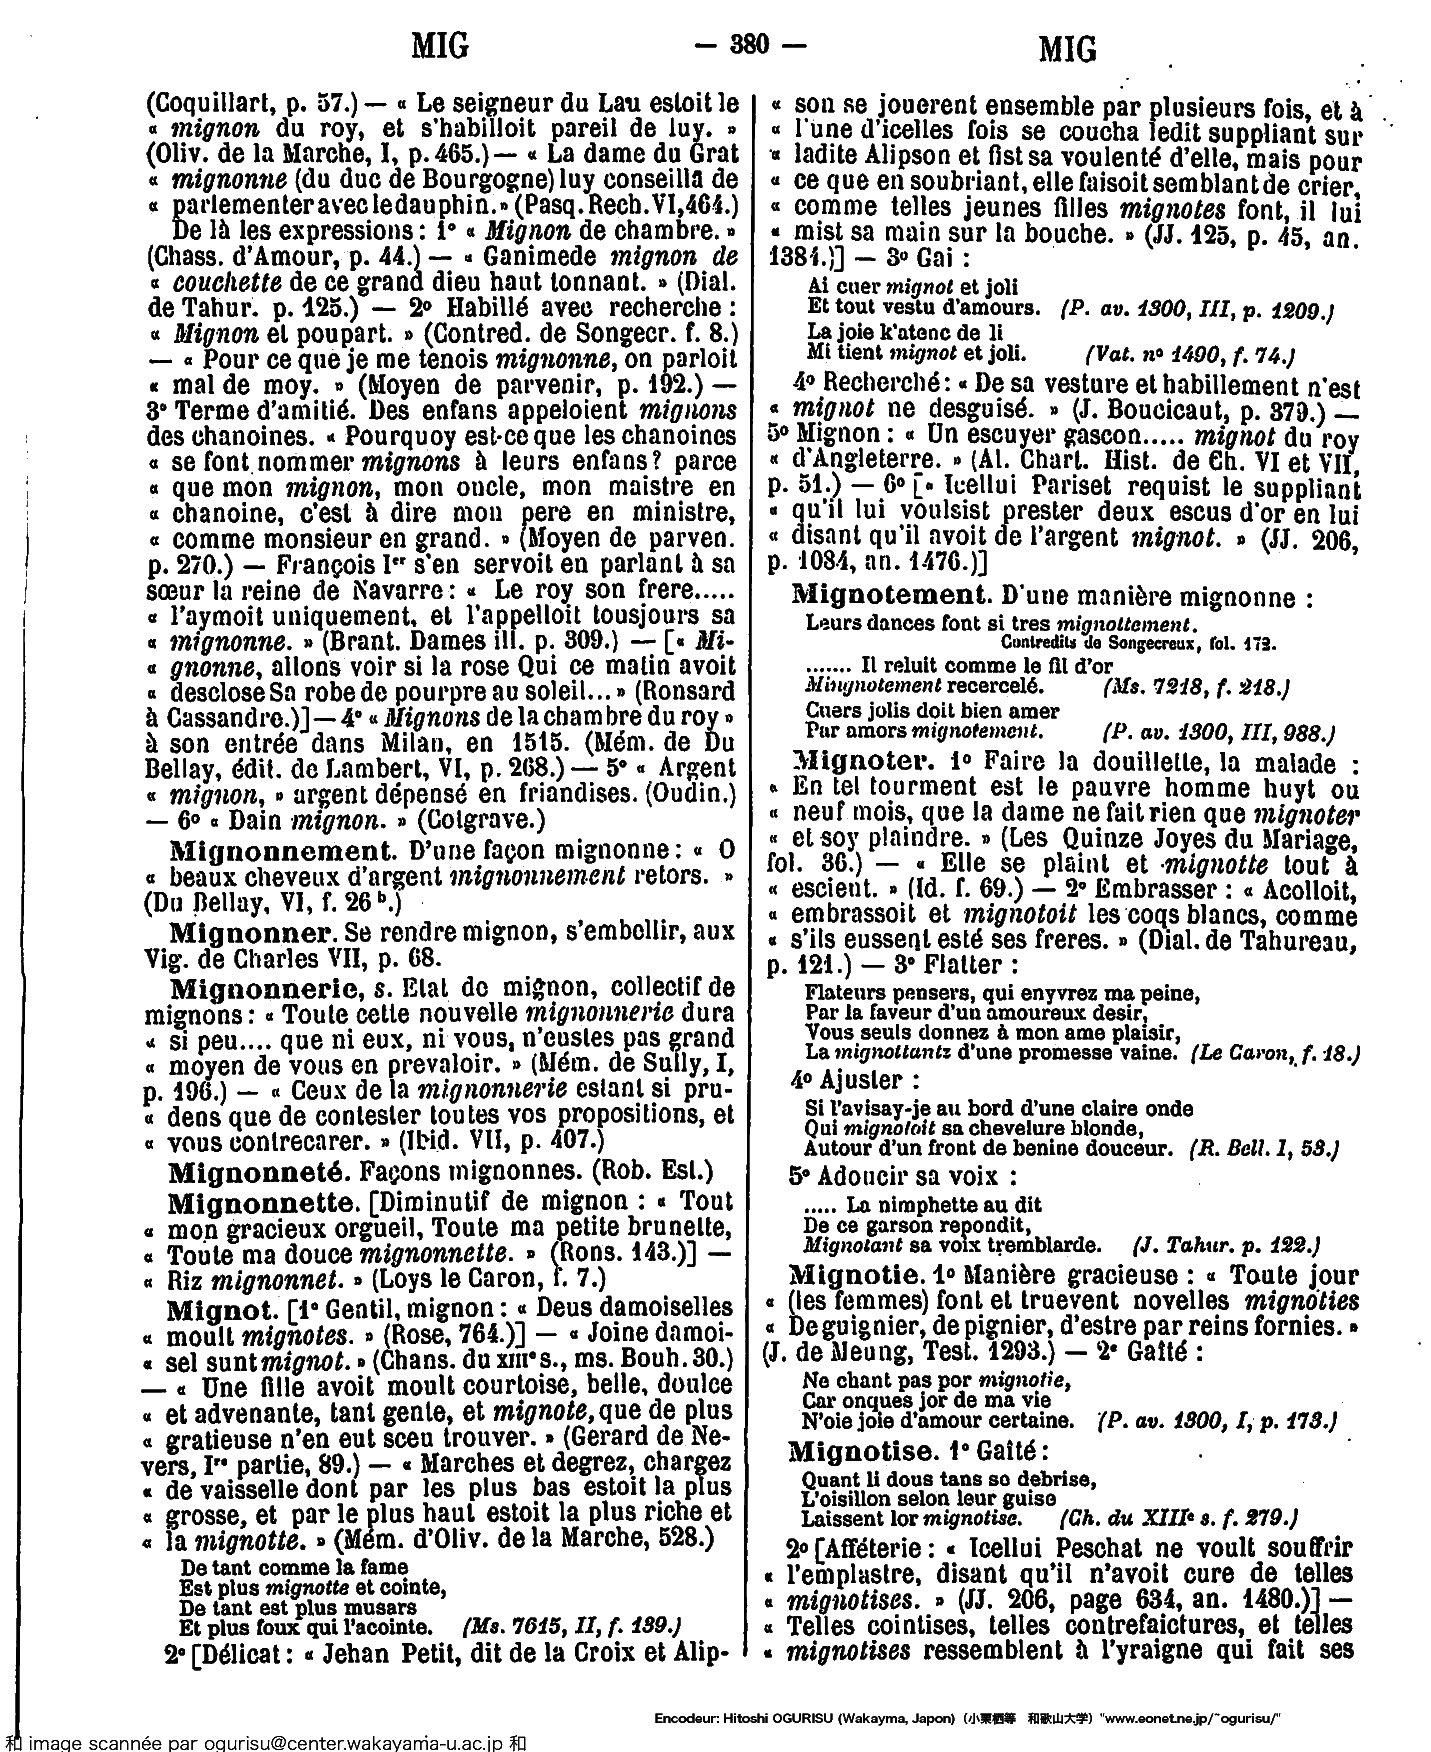 MIG — 380 — MIG
(Coquillart, p. 57.) — « Le seigneur du Lau estoit le
« mignon du roy, et s'habilloit pareil de luy. »
(Oliv. de la Marche, I, p. 465.) — « La dame du Grat
« mignonne (du duc de Bourgogne) luy conseilla de
« parlementer avec le dauphin. » (Pasq. Rech. VI, 464.)
De là les expressions : 1º « Mignon de chambre. »
(Chass. d'Amour, p. 44.) — « Ganimede mignon de
« couchette de ce grand dieu haut tonnant. » (Dial.
de Tahur. p. 125.) — 2º Habillé avec recherche :
« Mignon et poupart. » (Contred. de Songecr. f. 8.)
— « Pour ce que je me tenois mignonne, on parloit
« mal de moy. » (Moyen de parvenir, p. 192.) —
3º Terme d'amitié. Des enfans appeloient mignons
des chanoines. « Pourquoy est-ce que les chanoines
« se font nommer mignons à leurs enfans? parce
« que mon mignon, mon oncle, mon maistre en
« chanoine, c'est à dire mon pere en ministre,
« comme monsieur en grand. » (Moyen de parven.
p. 270.) — François Ier s'en servoit en parlant à sa
sœur la reine de Navarre : « Le roy son frere.....
« l'aymoit uniquement, et l'appelloit tousjours sa
« mignonne. » (Brant. Dames ill. p. 309.) — [« Mi-
« gnonne, allons voir si la rose Qui ce matin avoit
« desclose Sa robe de pourpre au soleil... » (Ronsard
à Cassandre.)] — 4º « Mignons de la chambre du roy »
à son entrée dans Milan, en 1515. (Mém. de Du
Bellay, édit. de Lambert, VI, p. 268.) — 5º « Argent
« mignon, » argent dépensé en friandises. (Oudin.)
— 6º « Dain mignon. » (Cotgrave.)
Mignonnement. D'une façon mignonne : « O
« beaux cheveux d'argent mignonnement retors. »
(Du Bellay, VI, f. 26 b.)
Mignonner. Se rendre mignon, s'embellir, aux
Vig. de Charles VII, p. 68.
Mignonnerie, s. Etat de mignon, collectif de
mignons : « Toute cette nouvelle mignonnerie dura
« si peu.... que ni eux, ni vous, n'eustes pas grand
« moyen de vous en prevaloir. » (Mém. de Sully, I,
p. 196.) — « Ceux de la mignonnerie estant si pru-
« dens que de contester toutes vos propositions, et
« vous contrecarer. » (Ibid. VII, p. 407.)
Mignonneté. Façons mignonnes. (Rob. Est.)
Mignonnette. [Diminutif de mignon : « Tout
« mon gracieux orgueil, Toute ma petite brunette,
« Toute ma douce mignonnette. » (Rons. 143.)] —
« Riz mignonnet. » (Loys le Caron, f. 7.)
Mignot. [1º Gentil, mignon : « Deus damoiselles
« moult mignotes. » (Rose, 764.)] — « Joine damoi-
« sel sunt mignot. » (Chans. du XIIIe s., ms. Bouh. 30.)
— « Une fille avoit moult courtoise, belle, doulce
« et advenante, tant gente, et mignote, que de plus
« gratieuse n'en eut sceu trouver. » (Gerard de Ne-
vers, Ire partie, 89.) — « Marches et degrez, chargez
« de vaisselle dont par les plus bas estoit la plus
« grosse, et par le plus haut estoit la plus riche et
« la mignotte. » (Mém. d'Oliv. de la Marche, 528.)
De tant comme la fame
Est plus mignotte et cointe,
De tant est plus musars
Et plus foux qui l'acointe. (Ms. 7615, II, f. 139.)
2º [Délicat : « Jehan Petit, dit de la Croix et Alip-
« son se jouerent ensemble par plusieurs fois, et à
« l'une d'icelles fois se coucha ledit suppliant sur
« ladite Alipson et fist sa voulenté d'elle, mais pour
« ce que en soubriant, elle faisoit semblant de crier,
« comme telles jeunes filles mignotes font, il lui
« mist sa main sur la bouche. » (JJ. 125, p. 45, an.
1384.)] — 3º Gai :
Ai cuer mignot et joli
Et tout vestu d'amours. (P. av. 1300, III, p. 1209.)
La joie k'atenc de li
Mi tient mignot et joli. (Vat. nº 1490, f. 74.)
4º Recherché : « De sa vesture et habillement n'est
« mignot ne desguisé. » (J. Boucicaut, p. 379.) —
5º Mignon : « Un escuyer gascon..... mignot du roy
« d'Angleterre. » (Al. Chart. Hist. de Ch. VI et VII,
p. 51.) — 6º [« Icellui Pariset requist le suppliant
« qu'il lui voulsist prester deux escus d'or en lui
« disant qu'il avoit de l'argent mignot. » (JJ. 206,
p. 1084, an. 1476.)]
Mignotement. D'une manière mignonne :
Leurs dances font si tres mignottement.
Contredits de Songecreux, fol. 173.
....... Il reluit comme le fil d'or
Mingnotement recercelé. (Ms. 7218, f. 218.)
Cuers jolis doit bien amer
Par amors mignotement. (P. av. 1300, III, 988.)
Mignoter. 1º Faire la douillette, la malade :
« En tel tourment est le pauvre homme huyt ou
« neuf mois, que la dame ne fait rien que mignoter
« et soy plaindre. » (Les Quinze Joyes du Mariage,
fol. 36.) — « Elle se plaint et mignotte tout à
« escient. » (Id. f. 69.) — 2º Embrasser : « Acolloit,
« embrassoit et mignotoit les coqs blancs, comme
« s'ils eussent esté ses freres. » (Dial. de Tahureau,
p. 121.) — 3º Flatter :
Flateurs pensers, qui enyvrez ma peine,
Par la faveur d'un amoureux desir,
Vous seuls donnez à mon ame plaisir,
La mignottantz d'une promesse vaine. (Le Caron, f. 18.)
4º Ajuster :
Si l'avisay-je au bord d'une claire onde
Qui mignotoit sa chevelure blonde,
Autour d'un front de benine douceur. (R. Bell. I, 53.)
5º Adoucir sa voix :
..... La nimphette au dit
De ce garson repondit,
Mignotant sa voix tremblarde. (J. Tahur. p. 122.)
Mignotie. 1º Manière gracieuse : « Toute jour
« (les femmes) font et truevent novelles mignoties
« De guignier, de pignier, d'estre par reins fornies. »
(J. de Meung, Test. 1293.) — 2º Gaîté :
Ne chant pas por mignotie,
Car onques jor de ma vie
N'oie joie d'amour certaine. (P. av. 1300, I, p. 173.)
Mignotise. 1º Gaîté :
Quant li dous tans se debrise,
L'oisillon selon leur guise
Laissent lor mignotise. (Ch. du XIIIe s. f. 279.)
2º [Afféterie : « Icellui Peschat ne voult souffrir
« l'emplastre, disant qu'il n'avoit cure de telles
« mignotises. » (JJ. 206, page 634, an. 1480.)] —
« Telles cointises, telles contrefaictures, et telles
« mignotises ressemblent à l'yraigne qui fait ses
Encodeur: Hitoshi OGURISU (Wakayma, Japon) (小栗栖等 和歌山大学) "www.eonet.ne.jp/~ogurisu/"
和 image scannée par ogurisu@center.wakayama-u.ac.jp 和